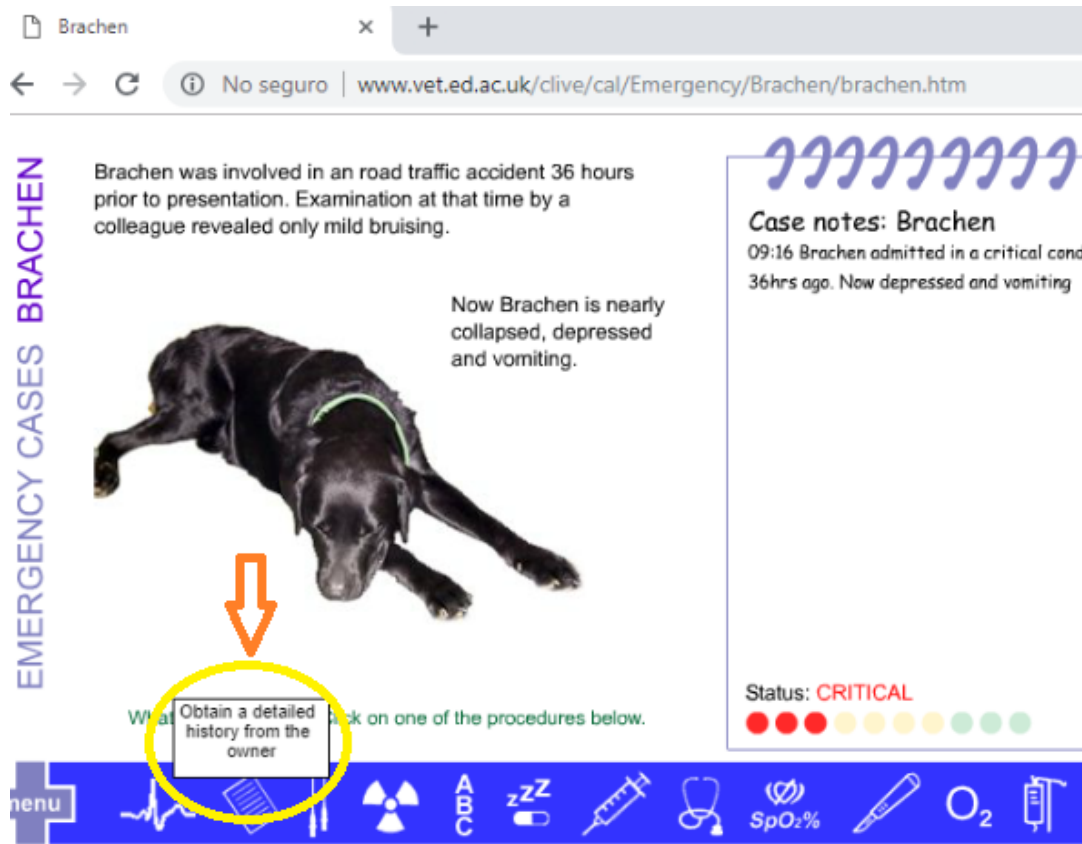 Brachen
No seguro
www.vet.ed.ac.uk/clive/cal/Emergency/Brachen/brachen.htm
EMERGENCY CASES BRACHEN
Brachen was involved in an road traffic accident 36 hours
prior to presentation. Examination at that time by a
colleague revealed only mild bruising.
Now Brachen is nearly
collapsed, depressed
and vomiting.
Case notes: Brachen
09:16 Brachen admitted in a critical cond
36hrs ago. Now depressed and vomiting
Status: CRITICAL
What
Obtain a detailed
history from the
owner
on one of the procedures below.
menu
A
B
C
zZZ
SpO2%
O2